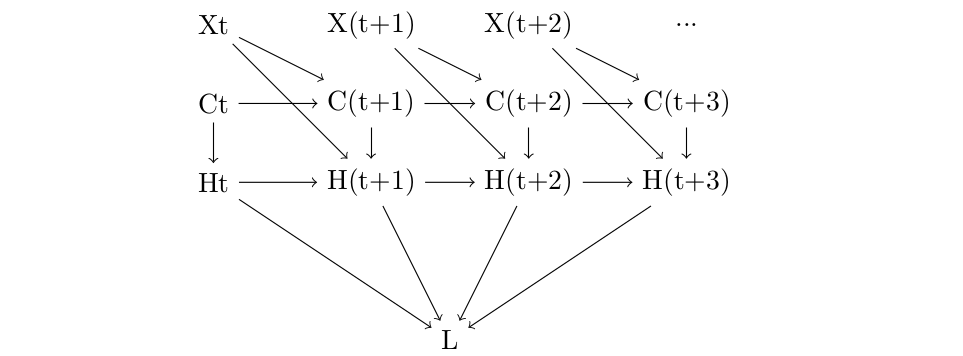 Xt X(t+1) X(t+2) ...
Ct C(t+1) C(t+2) C(t+3)
Ht H(t+1) H(t+2) H(t+3)
L